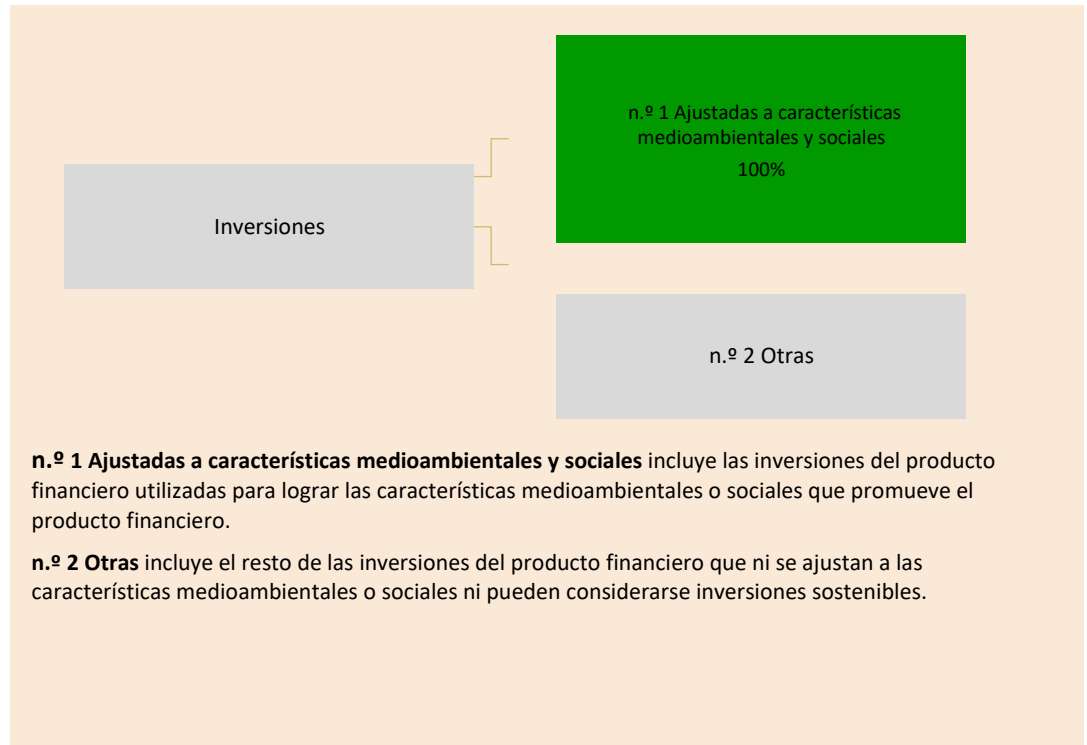 n.º 1 Ajustadas a características
medioambientales y sociales
100%
Inversiones
n.º 2 Otras
n.º 1 Ajustadas a características medioambientales y sociales incluye las inversiones del producto
financiero utilizadas para lograr las características medioambientales o sociales que promueve el
producto financiero.
n.º 2 Otras incluye el resto de las inversiones del producto financiero que ni se ajustan a las
características medioambientales o sociales ni pueden considerarse inversiones sostenibles.